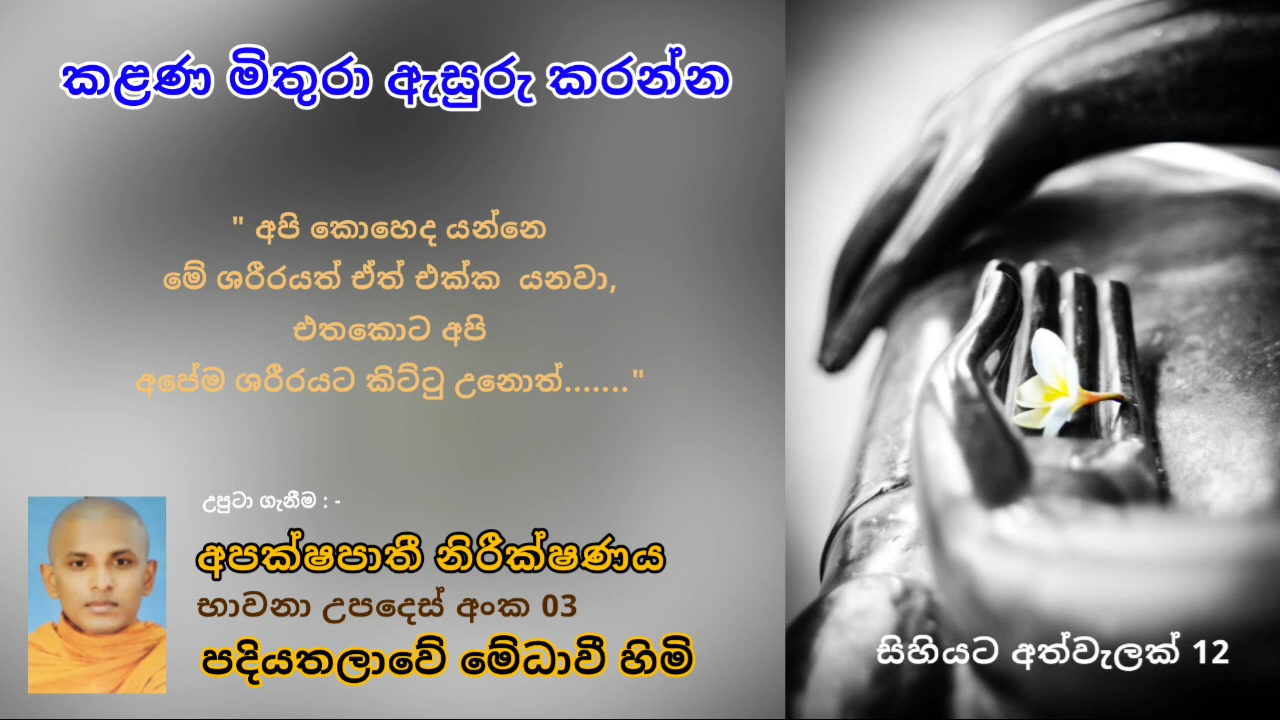 කළණ මිතුරා ඇසුරු කරන්න
" අපි කොහෙද යන්නෙ
මේ ශරීරයත් ඒත් එක්ක යනවා,
එතකොට අපි
අපේම ශරීරයට කිට්ටු උනොත්......."
උපුටා ගැනීම : -
අපක්ෂපාතී නිරීක්ෂණය
භාවනා උපදෙස් අංක 03
පදියතලාවේ මේධාවී හිමි
සිහියට අත්වැලක් 12